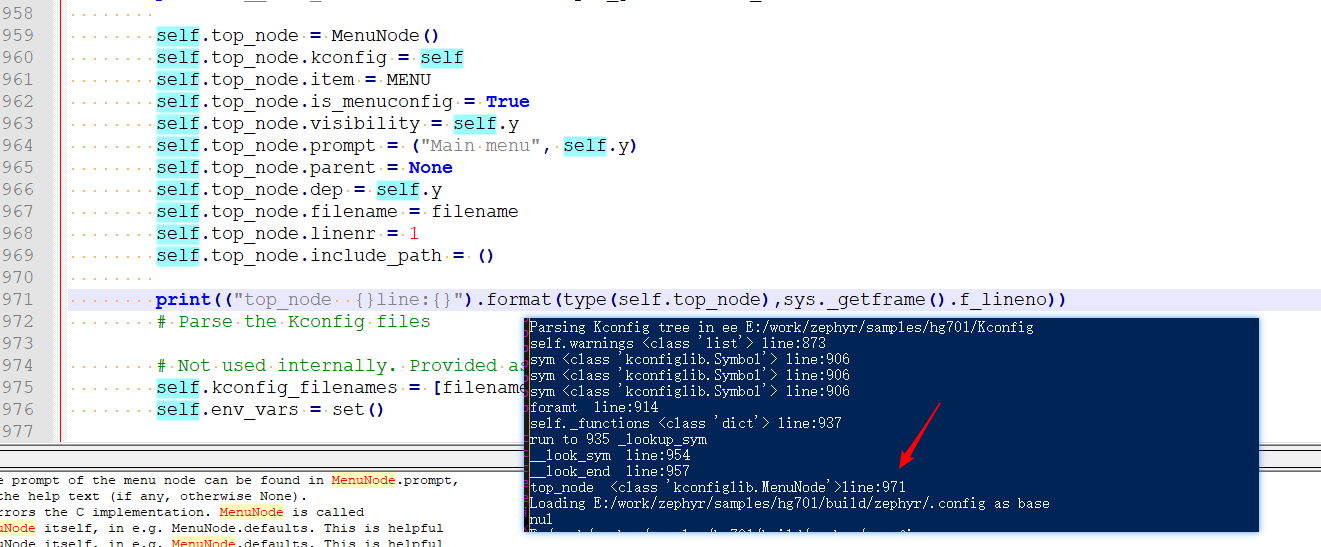 958
959 self.top_node = MenuNode()
960 self.top_node.kconfig = self
961 self.top_node.item = MENU
962 self.top_node.is_menuconfig = True
963 self.top_node.visibility = self.y
964 self.top_node.prompt = ("Main menu", self.y)
965 self.top_node.parent = None
966 self.top_node.dep = self.y
967 self.top_node.filename = filename
968 self.top_node.linenr = 1
969 self.top_node.include_path = ()
970
971 print(("top_node  {}line:{}").format(type(self.top_node),sys._getframe().f_lineno))
972 # Parse the Kconfig files
973
974 # Not used internally. Provided as
975 self.kconfig_filenames = [filename
976 self.env_vars = set()
977
Parsing Kconfig tree in ee E:/work/zephyr/samples/hg701/Kconfig
self.warnings <class 'list'> line:873
sym <class 'kconfiglib.Symbol'> line:906
sym <class 'kconfiglib.Symbol'> line:906
sym <class 'kconfiglib.Symbol'> line:906
foramt  line:914
self._functions <class 'dict'> line:937
run to 935 _lookup_sym
__look_sym  line:954
__look_end  line:957
top_node  <class 'kconfiglib.MenuNode'>line:971
Loading E:/work/zephyr/samples/hg701/build/zephyr/.config as base
nul
e prompt of the menu node can be found in MenuNode.prompt,
the help text (if any, otherwise None).
rrors the C implementation. MenuNode is called
uNode itself, in e.g. MenuNode.defaults. This is helpful
uNode itself, in e.g. MenuNode.defaults. This is helpful